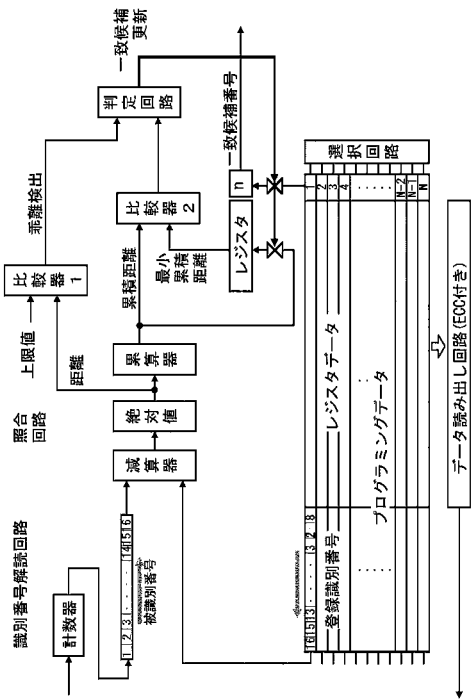 識別番号解読回路
計数器
1 2 3 ····· 14 15 16
被識別番号
照合
回路
減算器
絶対値
累算器
距離
上限値
比較
器1
乖離検出
累積距離
最小
累積
距離
比較
器2
判定
回路
一致候補
更新
レジスタ
n
一致候補番号
16 15 13 ····· 13 2 8
登録識別番号
レジスタデータ
プログラミングデータ
1
2
3
4
N-2
N-1
N
選択回路
データ読み出し回路(ECC付き)